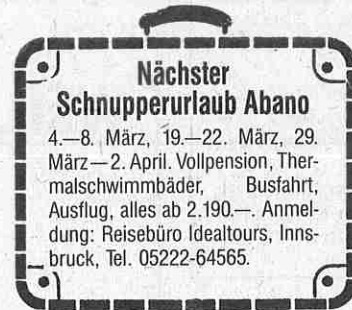 Nächster
Schnupperurlaub Abano
4.—8. März, 19.—22. März, 29.
März—2. April. Vollpension, Ther-
malschwimmbäder, Busfahrt,
Ausflug, alles ab 2.190.—. Anmel-
dung: Reisebüro Idealtours, Inns-
bruck, Tel. 05222-64565.